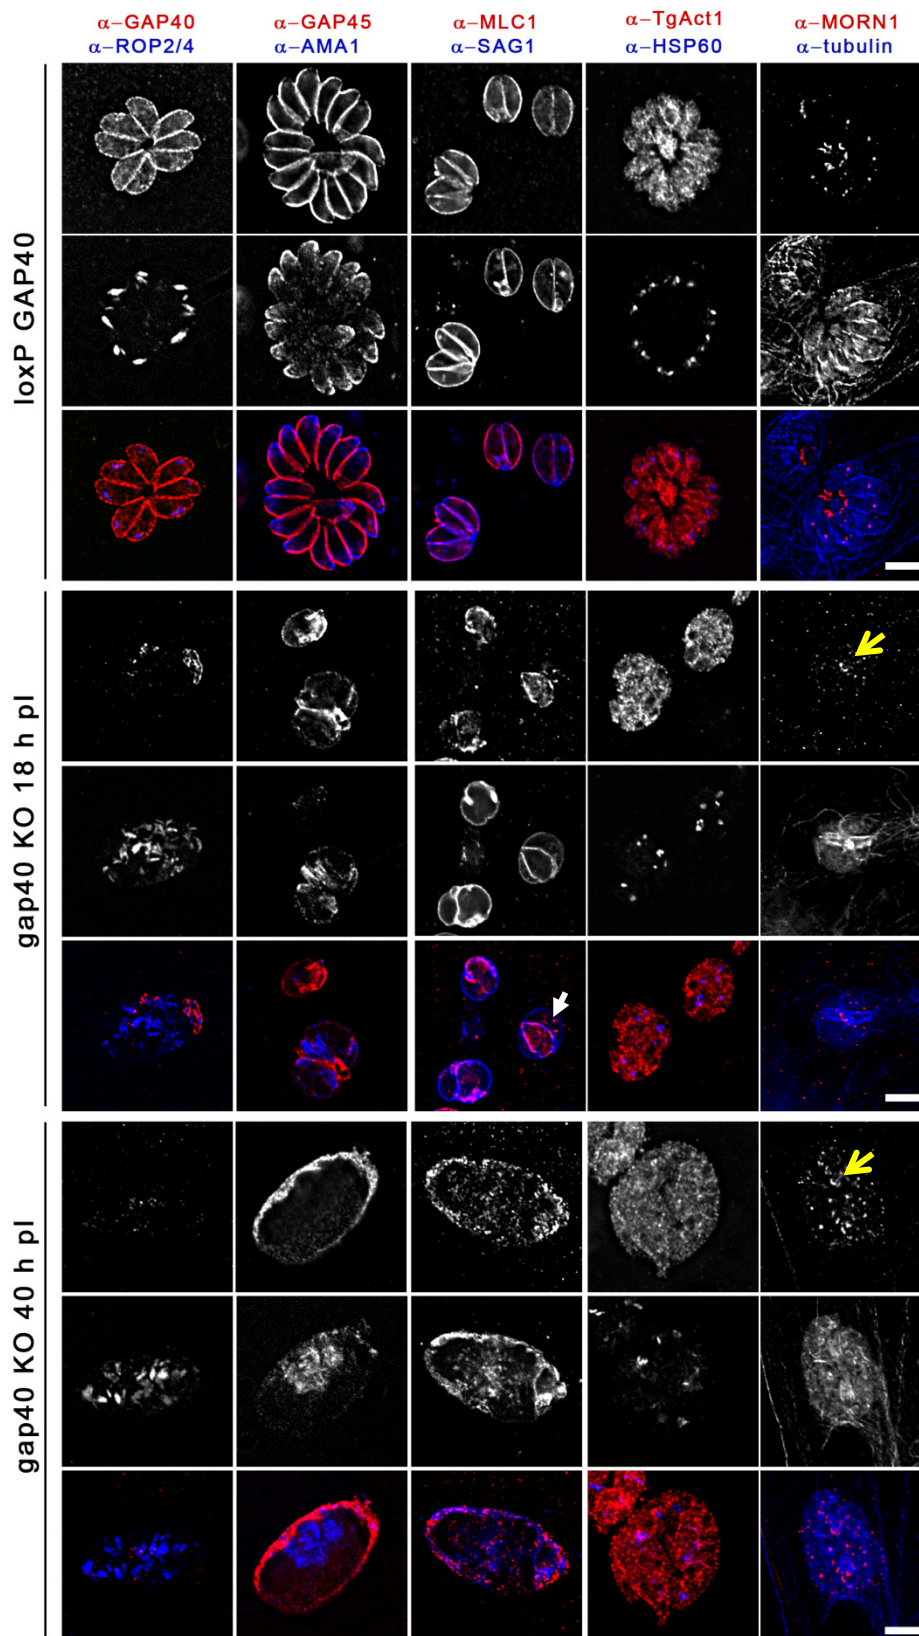 α–GAP40 α–GAP45 α–MLC1 α–TgAct1 α–MORN1
α–ROP2/4 α–AMA1 α–SAG1 α–HSP60 α–tubulin
loxP GAP40
gap40 KO 18 h pI
gap40 KO 40 h pI